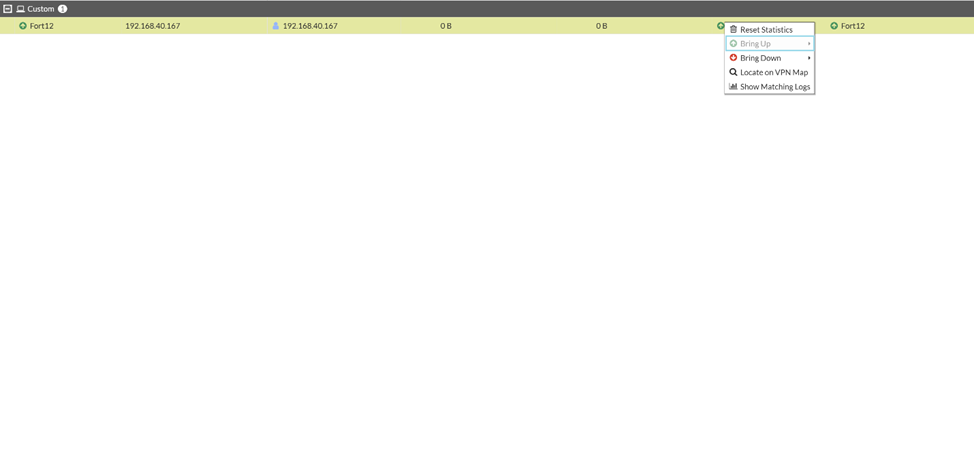 Custom 1
Fort12 192.168.40.167 192.168.40.167 0 B 0 B Fort12
Reset Statistics
Bring Up
Bring Down
Locate on VPN Map
Show Matching Logs